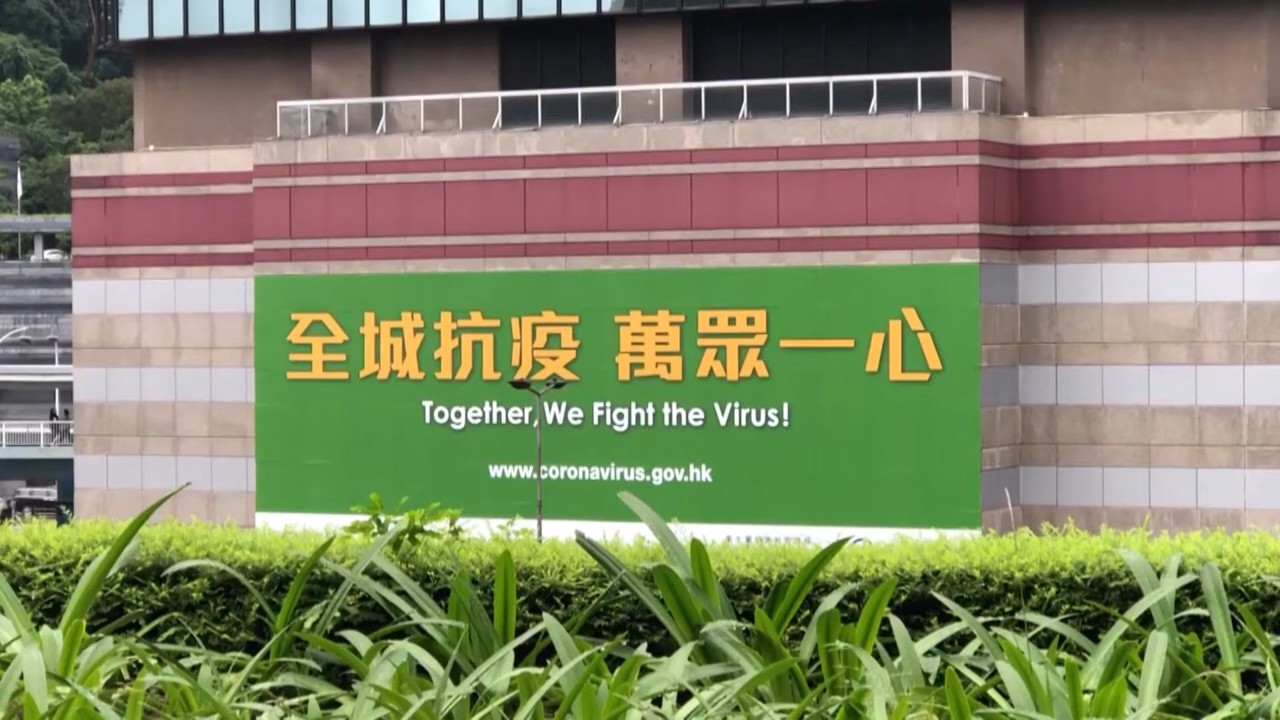 全城抗疫 萬眾一心
Together, We Fight the Virus!
www.coronavirus.gov.hk